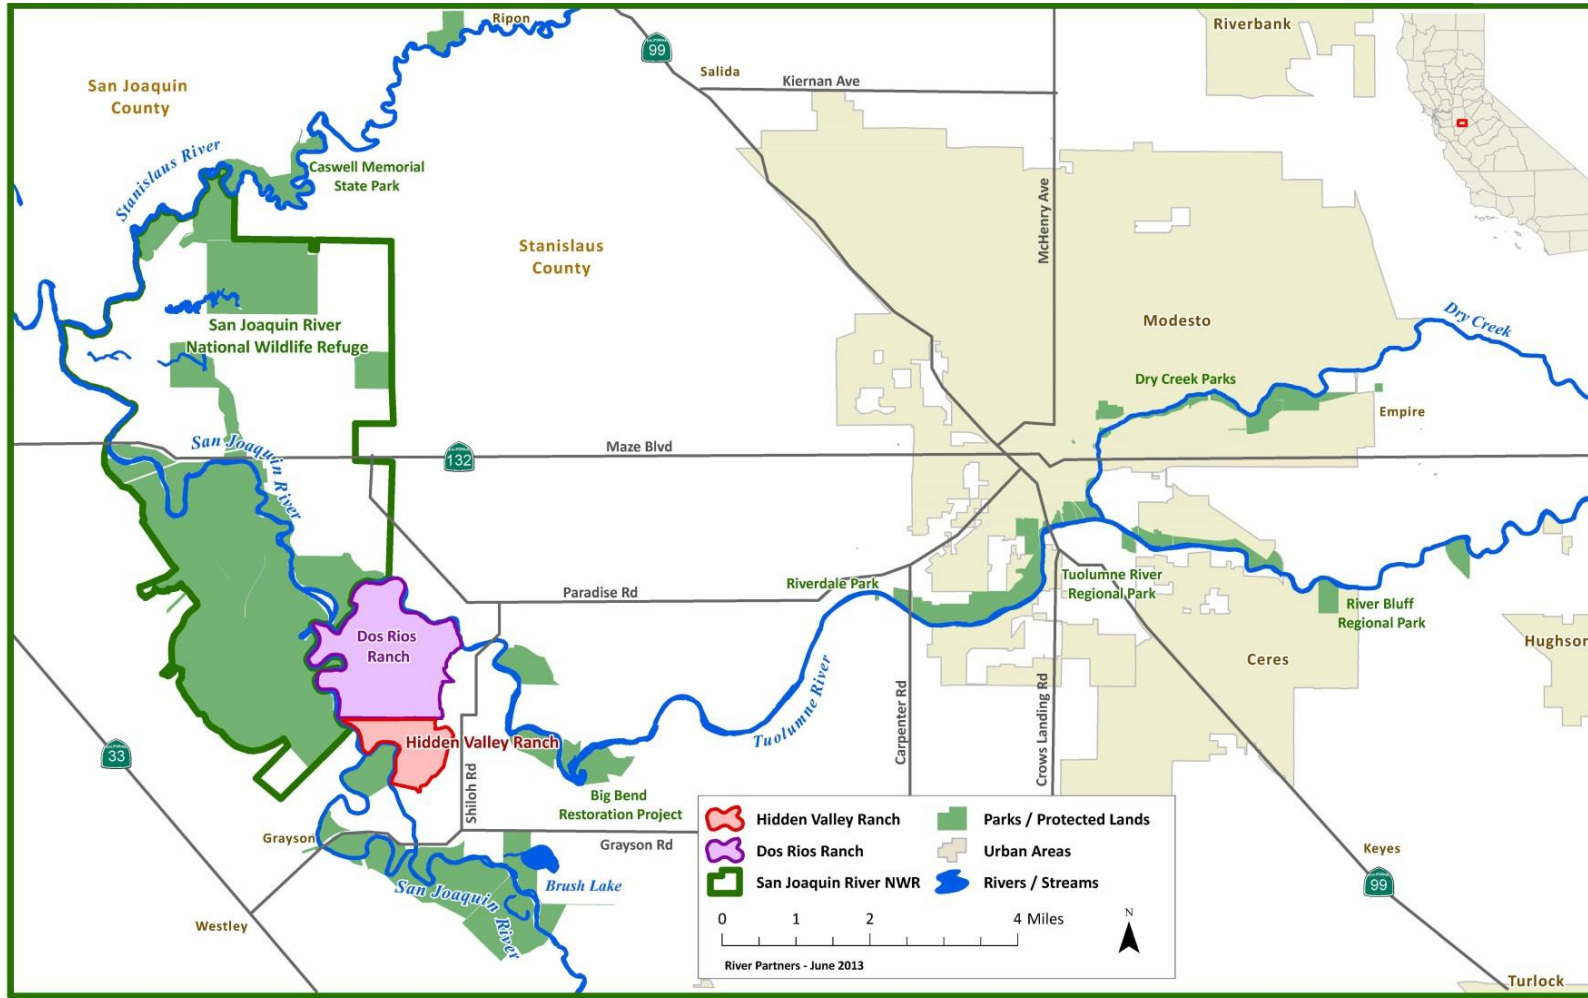 Ripon
99
Riverbank
Salida
Kiernan Ave
San Joaquin
County
Stanislaus River
Caswell Memorial
State Park
McHenry Ave
Stanislaus
County
San Joaquin River
National Wildlife Refuge
Modesto
Dry Creek
Dry Creek Parks
Empire
San Joaquin River
132
Maze Blvd
Paradise Rd
Riverdale Park
Tuolumne River
Regional Park
River Bluff
Regional Park
Hughson
Ceres
Dos Rios
Ranch
Tuolumne River
Carpenter Rd
Crows Landing Rd
Hidden Valley Ranch
CALIFORNIA
33
Shiloh Rd
Big Bend
Restoration Project
Grayson
Grayson Rd
Brush Lake
San Joaquin River
Westley
Keyes
99
Turlock
Hidden Valley Ranch
Dos Rios Ranch
San Joaquin River NWR
Parks / Protected Lands
Urban Areas
Rivers / Streams
0 1 2 4 Miles
N
River Partners - June 2013